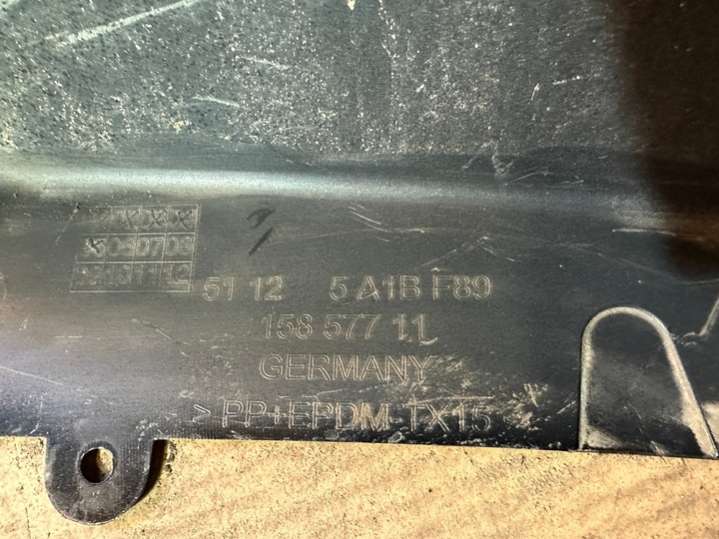 51 12 5 A1B F89
158 577 11
GERMANY
> PP+EPDM-TX15